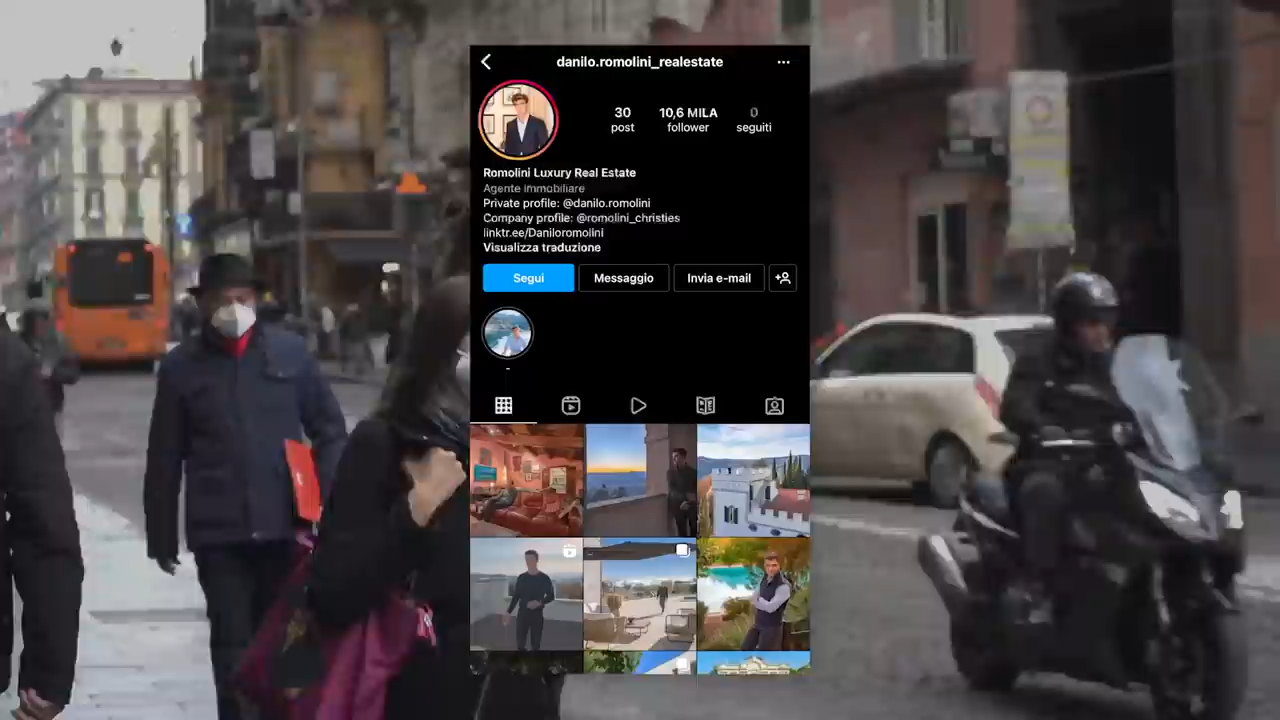 danilo.romolini_realestate
30
10,6 MILA
0
post
follower
seguiti
Romolini Luxury Real Estate
Agente immobiliare
Private profile: @danilo.romolini
Company profile: @romolini_christies
linktr.ee/Daniloromolini
Visualizza traduzione
Segui
Messaggio
Invia e-mail
-